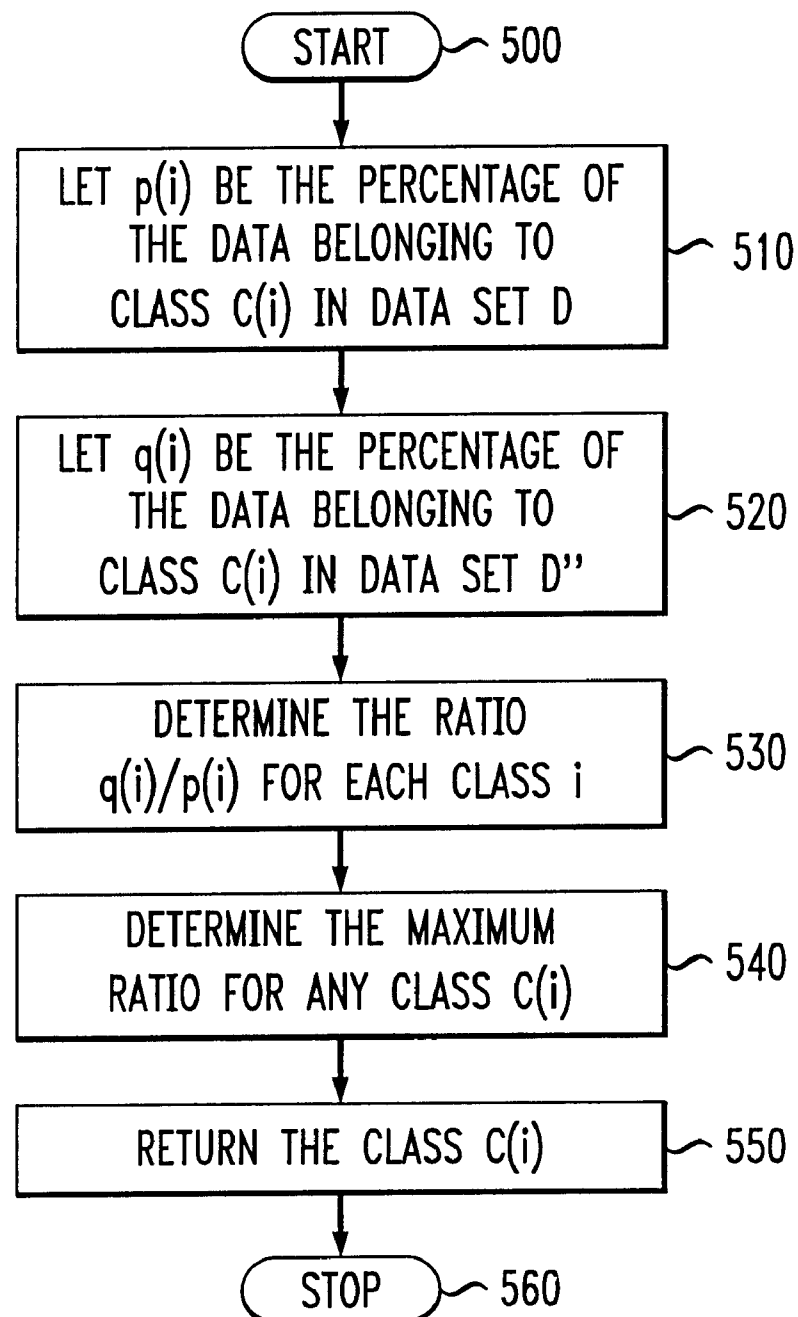 START
500
LET p(i) BE THE PERCENTAGE OF
THE DATA BELONGING TO
CLASS C(i) IN DATA SET D
510
LET q(i) BE THE PERCENTAGE OF
THE DATA BELONGING TO
CLASS C(i) IN DATA SET D”
520
DETERMINE THE RATIO
q(i)/p(i) FOR EACH CLASS i
530
DETERMINE THE MAXIMUM
RATIO FOR ANY CLASS C(i)
540
RETURN THE CLASS C(i)
550
STOP
560